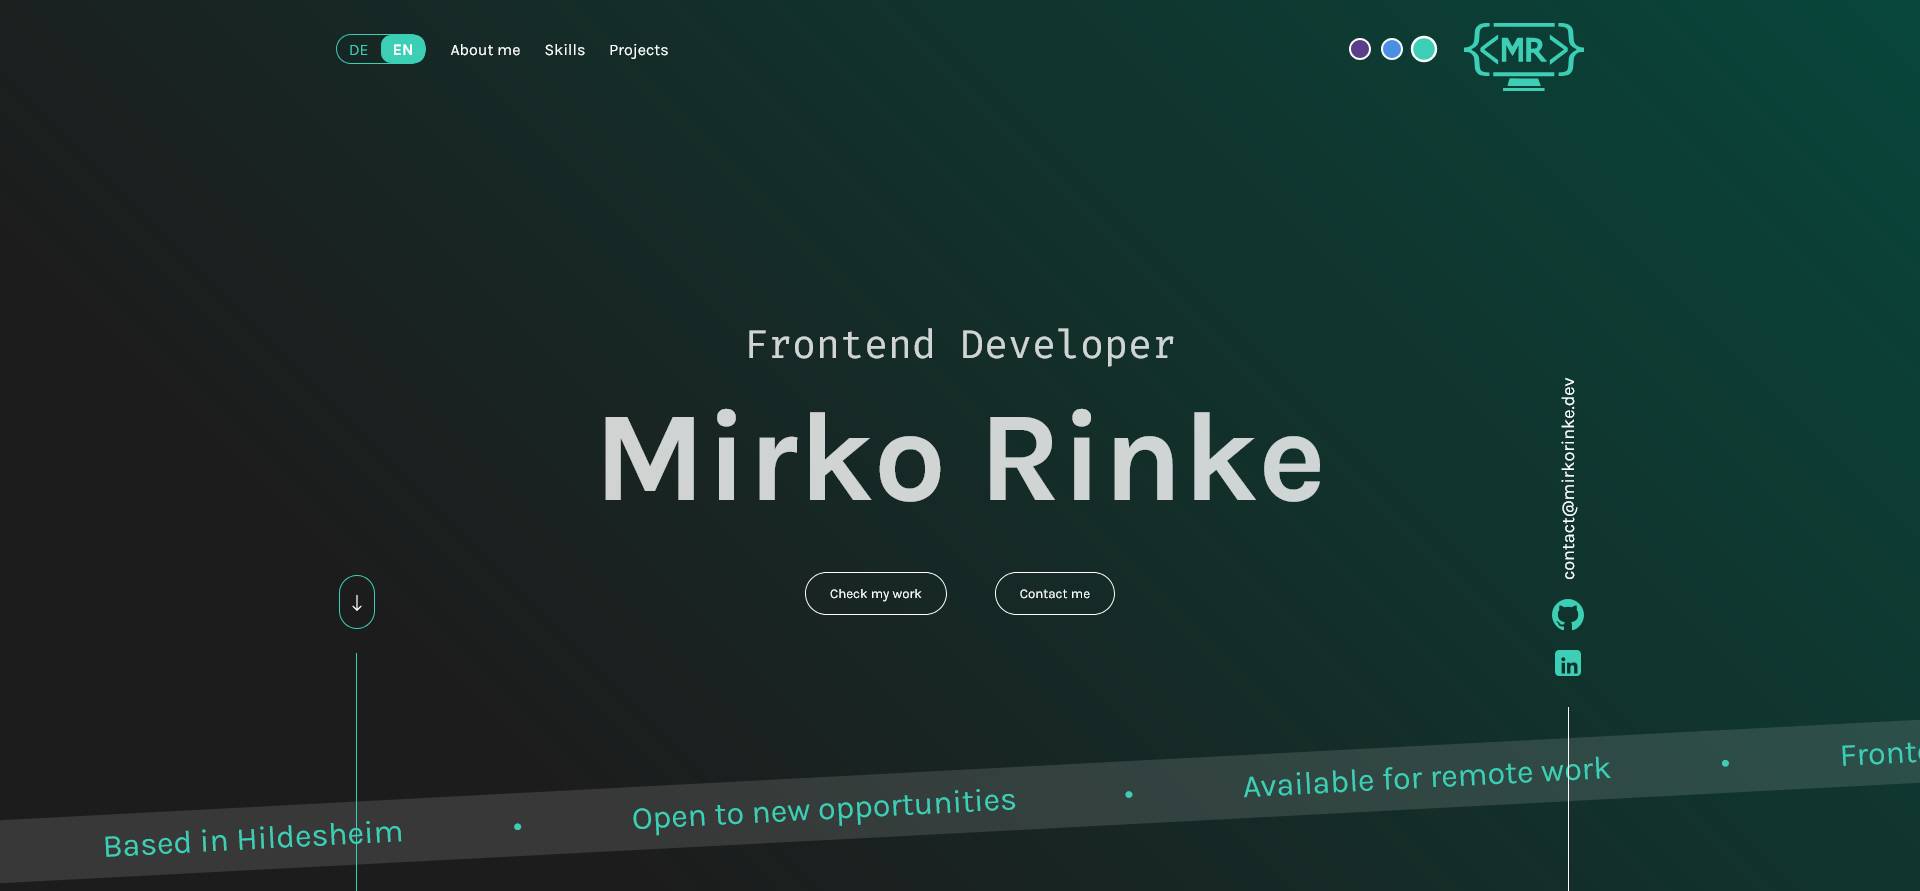 DE EN About me Skills Projects
{<MR>}
Frontend Developer
Mirko Rinke
contact@mirkorinke.dev
Check my work
Contact me
in
Based in Hildesheim • Open to new opportunities • Available for remote work •